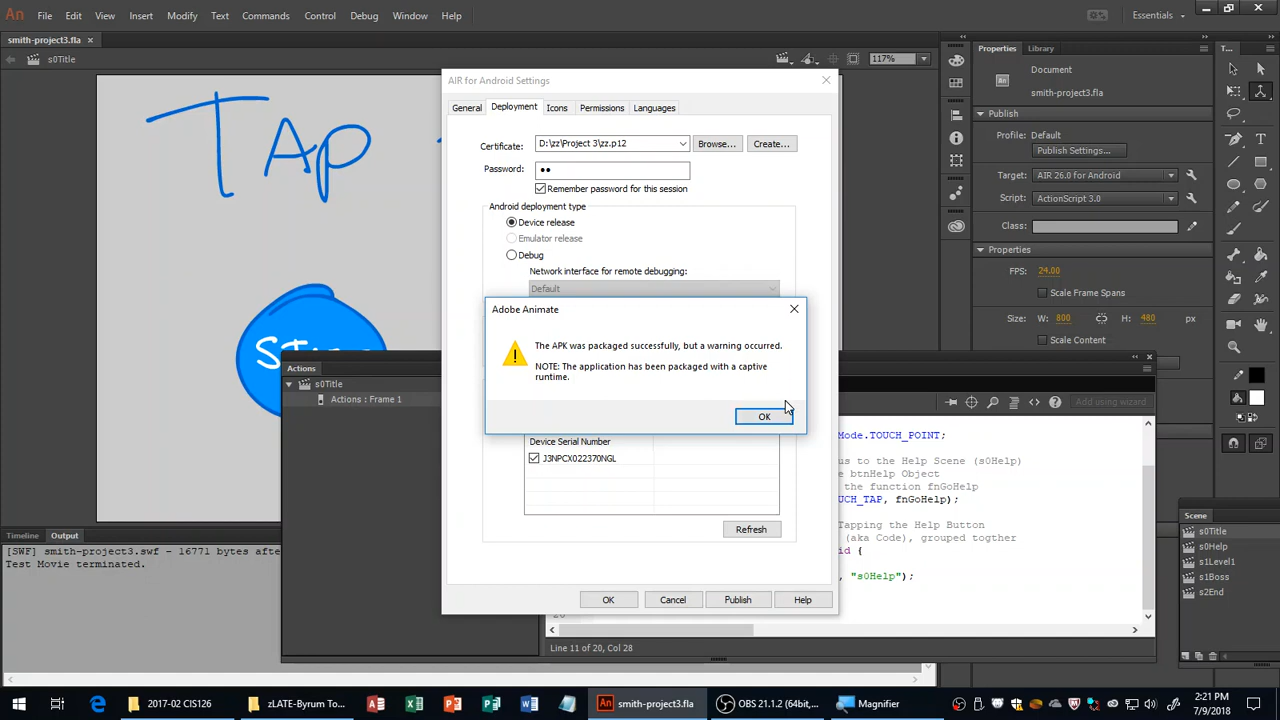 An File Edit View Insert Modify Text Commands Control Debug Window Help Essentials
smith-project3.fla ×
s0Title 117%
TAp
St
AIR for Android Settings
General Deployment Icons Permissions Languages
Certificate: D:\zz\Project 3\zz.p12 Browse... Create...
Password: ••
Remember password for this session
Android deployment type
Device release
Emulator release
Debug
Network interface for remote debugging:
Default
Adobe Animate
The APK was packaged successfully, but a warning occurred.
NOTE: The application has been packaged with a captive
runtime.
OK
Device Serial Number
J3NPCX022370NGL
Refresh
OK Cancel Publish Help
Actions
s0Title
Actions : Frame 1
Add using wizard
Mode.TOUCH_POINT;
us to the Help Scene (s0Help)
e btnHelp Object
the function fnGoHelp
UCH_TAP, fnGoHelp);
Tapping the Help Button
(aka Code), grouped togther
id {
"s0Help");
Line 11 of 20, Col 28
Timeline Output
[SWF] smith-project3.swf - 16771 bytes afte
Test Movie terminated.
Properties Library
T...
An Document
smith-project3.fla
Publish
Profile: Default
Publish Settings...
Target: AIR 26.0 for Android
Script: ActionScript 3.0
Class:
Properties
FPS: 24.00
Scale Frame Spans
Size: W: 800 H: 480 px
Scale Content
Scene
s0Title
s0Help
s1Level1
s1Boss
s2End
2017-02 CIS126
zLATE-Byrum To...
smith-project3.fla
OBS 21.1.2 (64bit,...
Magnifier
2:21 PM
7/9/2018